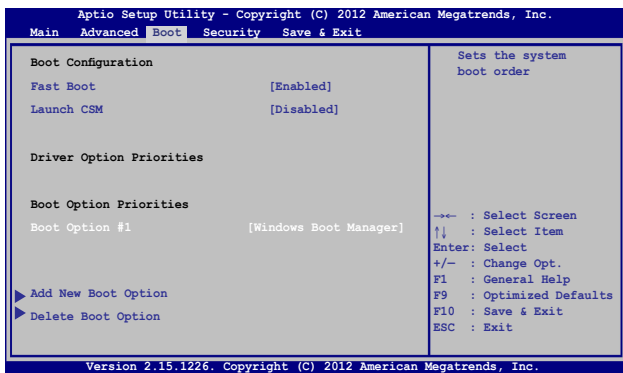 Aptio Setup Utility - Copyright (C) 2012 American Megatrends, Inc.
Main Advanced Boot Security Save & Exit
Boot Configuration
Fast Boot [Enabled]
Launch CSM [Disabled]
Driver Option Priorities
Boot Option Priorities
Boot Option #1 [Windows Boot Manager]
Add New Boot Option
Delete Boot Option
Sets the system
boot order
→← : Select Screen
↑↓ : Select Item
Enter: Select
+/— : Change Opt.
F1 : General Help
F9 : Optimized Defaults
F10 : Save & Exit
ESC : Exit
Version 2.15.1226. Copyright (C) 2012 American Megatrends, Inc.